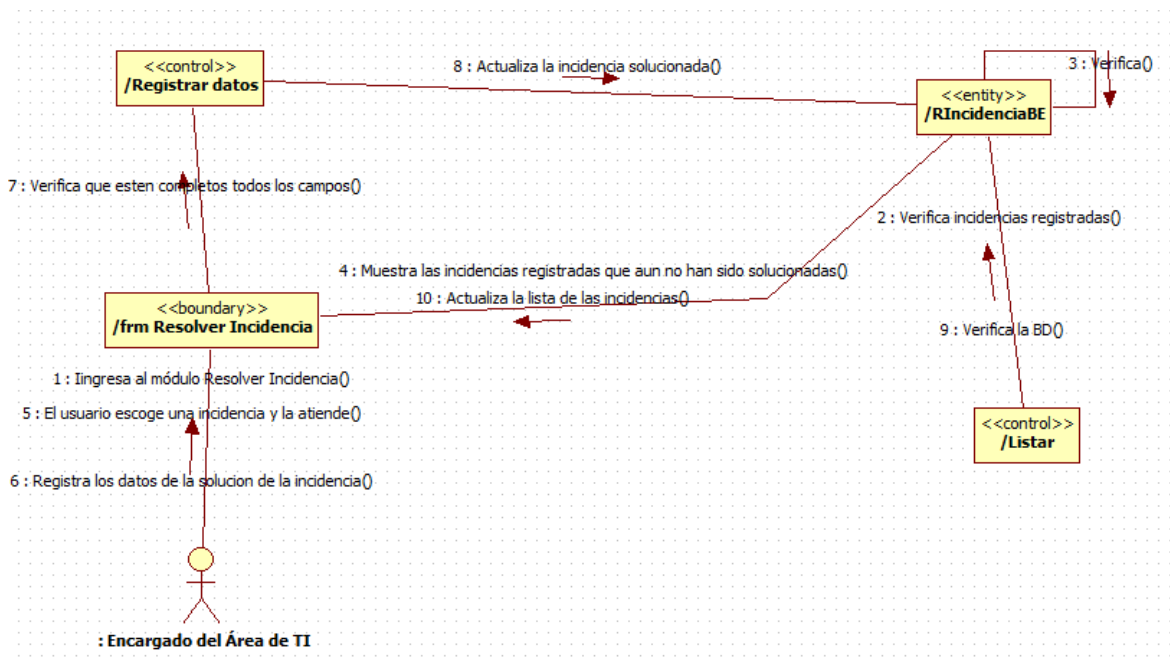 <<control>>
/Registrar datos
8 : Actualiza la incidencia solucionada()
3 : Verifica()
<<entity>>
/RIncidenciaBE
7 : Verifica que esten completos todos los campos()
2 : Verifica incidencias registradas()
4 : Muestra las incidencias registradas que aun no han sido solucionadas()
10 : Actualiza la lista de las incidencias()
<<boundary>>
/frm Resolver Incidencia
9 : Verifica la BD()
1 : Iingresa al módulo Resolver Incidencia()
5 : El usuario escoge una incidencia y la atiende()
<<control>>
/Listar
6 : Registra los datos de la solucion de la incidencia()
: Encargado del Área de TI